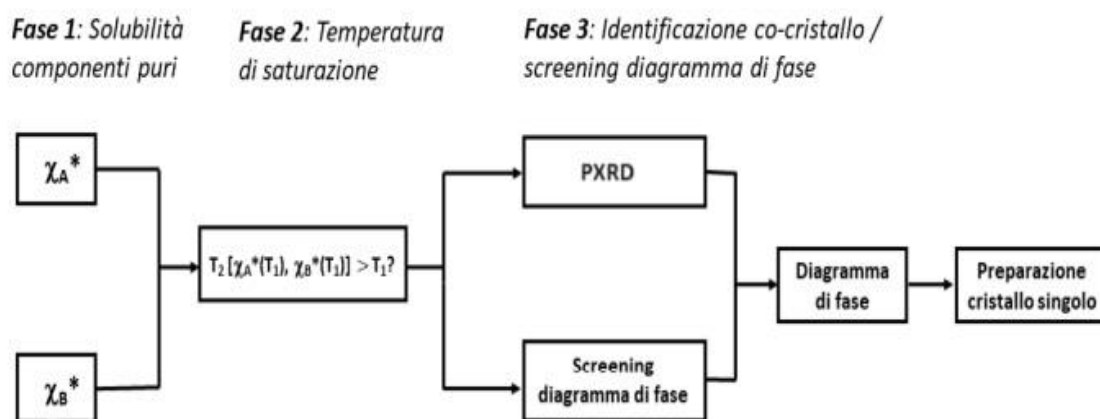 Fase 1: Solubilità
componenti puri
Fase 2: Temperatura
di saturazione
Fase 3: Identificazione co-cristallo /
screening diagramma di fase
χA*
χB*
T2 [χA*(T1), χB*(T1)] > T1?
PXRD
Screening
diagramma di fase
Diagramma
di fase
Preparazione
cristallo singolo